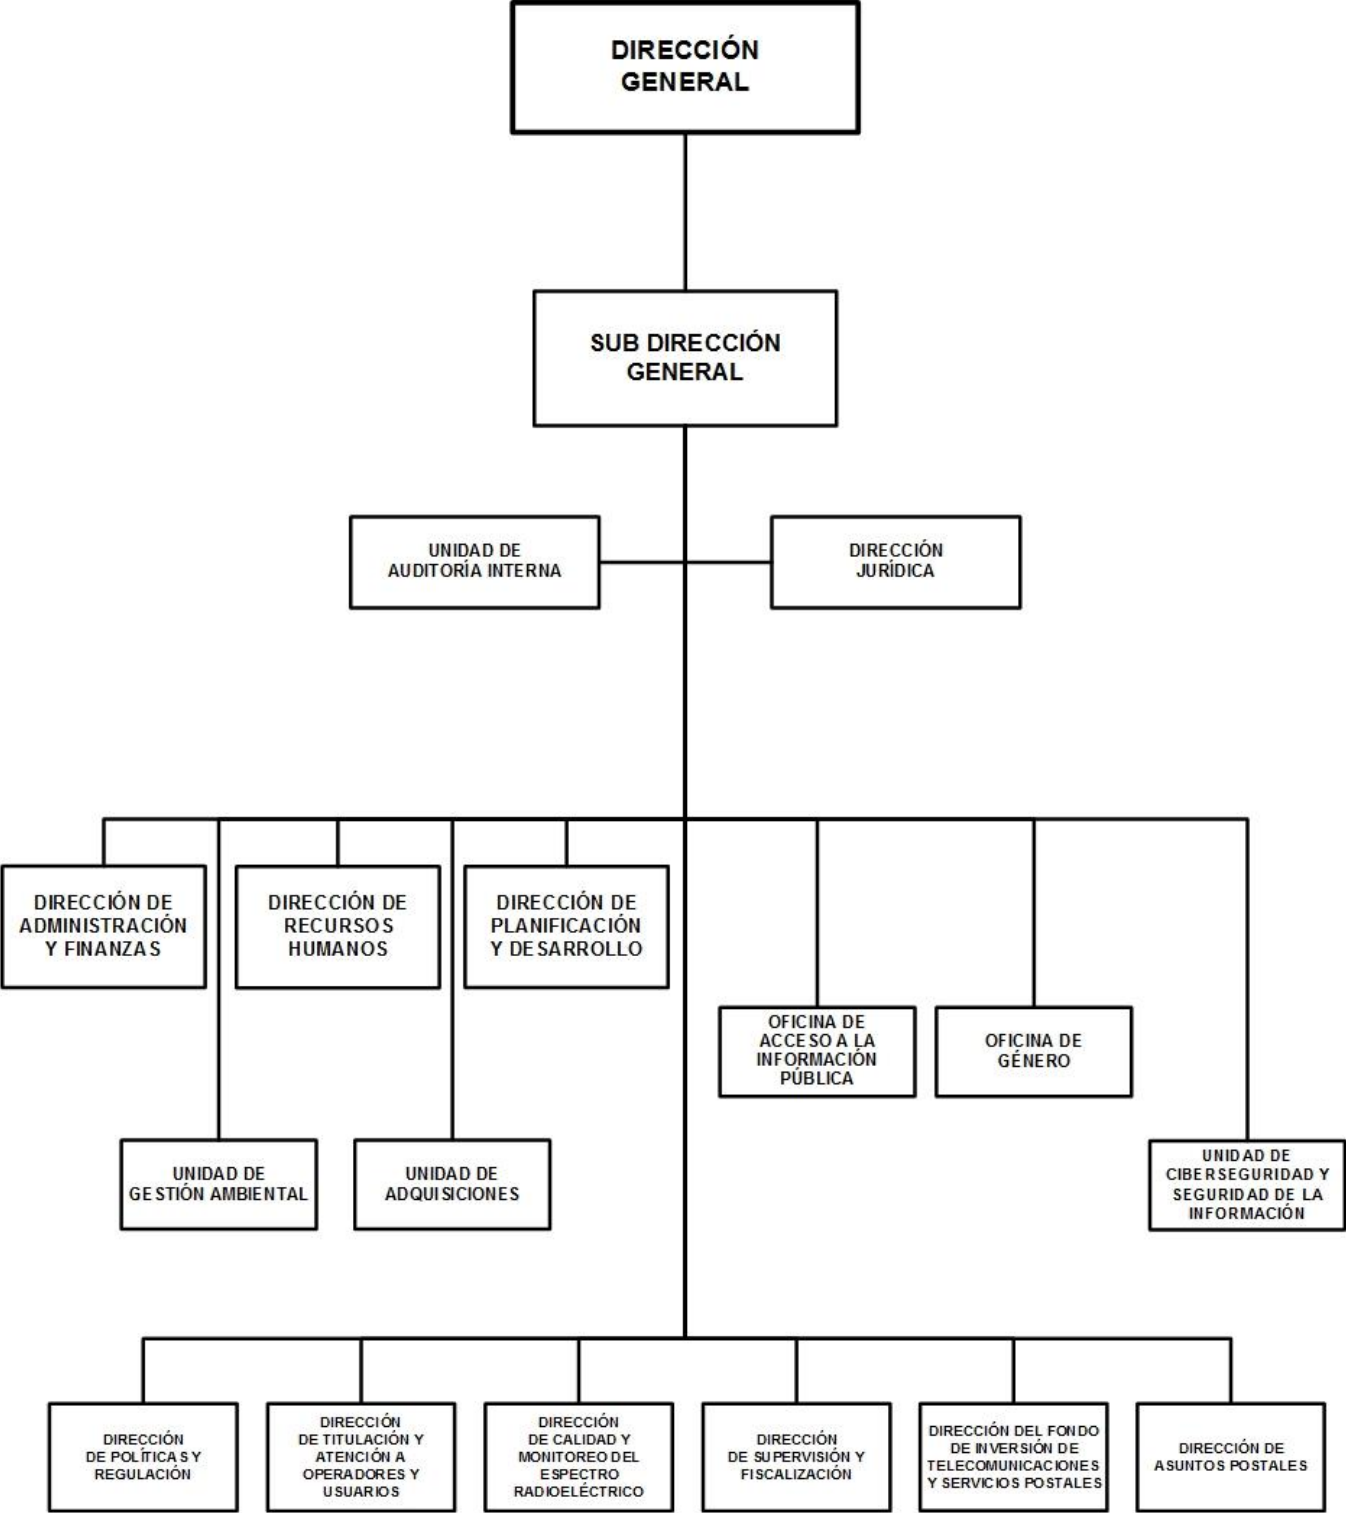 DIRECCIÓN
GENERAL
SUB DIRECCIÓN
GENERAL
UNIDAD DE
AUDITORÍA INTERNA
DIRECCIÓN
JURÍDICA
DIRECCIÓN DE
ADMINISTRACIÓN
Y FINANZAS
DIRECCIÓN DE
RECURSOS
HUMANOS
DIRECCIÓN DE
PLANIFICACIÓN
Y DESARROLLO
OFICINA DE
ACCESO A LA
INFORMACIÓN
PÚBLICA
OFICINA DE
GÉNERO
UNIDAD DE
GESTIÓN AMBIENTAL
UNIDAD DE
ADQUISICIONES
UNIDAD DE
CIBERSEGURIDAD Y
SEGURIDAD DE LA
INFORMACIÓN
DIRECCIÓN
DE POLÍTICAS Y
REGULACIÓN
DIRECCIÓN
DE TITULACIÓN Y
ATENCIÓN A
OPERADORES Y
USUARIOS
DIRECCIÓN
DE CALIDAD Y
MONITOREO DEL
ESPECTRO
RADIOELÉCTRICO
DIRECCIÓN
DE SUPERVISIÓN Y
FISCALIZACIÓN
DIRECCIÓN DEL FONDO
DE INVERSIÓN DE
TELECOMUNICACIONES
Y SERVICIOS POSTALES
DIRECCIÓN DE
ASUNTOS POSTALES